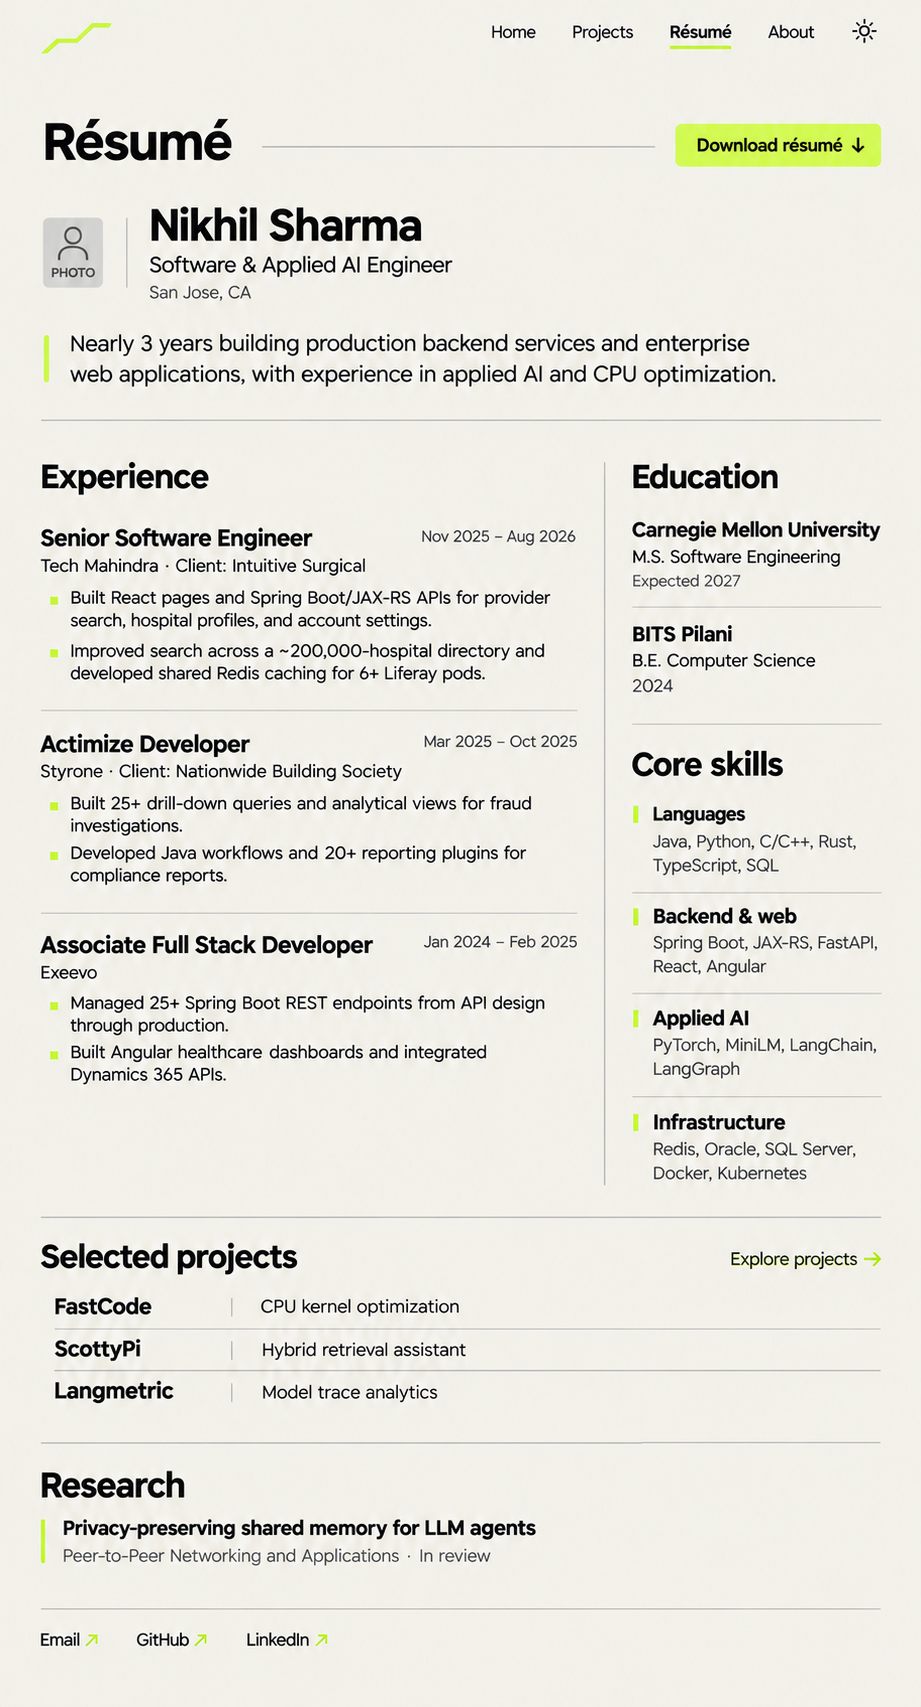 Home Projects Résumé About
Résumé
Download résumé ↓
PHOTO
Nikhil Sharma
Software & Applied AI Engineer
San Jose, CA
Nearly 3 years building production backend services and enterprise
web applications, with experience in applied AI and CPU optimization.
Experience
Senior Software Engineer
Nov 2025 – Aug 2026
Tech Mahindra · Client: Intuitive Surgical
Built React pages and Spring Boot/JAX-RS APIs for provider
search, hospital profiles, and account settings.
Improved search across a ~200,000-hospital directory and
developed shared Redis caching for 6+ Liferay pods.
Actimize Developer
Mar 2025 – Oct 2025
Styrone · Client: Nationwide Building Society
Built 25+ drill-down queries and analytical views for fraud
investigations.
Developed Java workflows and 20+ reporting plugins for
compliance reports.
Associate Full Stack Developer
Jan 2024 – Feb 2025
Exeevo
Managed 25+ Spring Boot REST endpoints from API design
through production.
Built Angular healthcare dashboards and integrated
Dynamics 365 APIs.
Education
Carnegie Mellon University
M.S. Software Engineering
Expected 2027
BITS Pilani
B.E. Computer Science
2024
Core skills
Languages
Java, Python, C/C++, Rust,
TypeScript, SQL
Backend & web
Spring Boot, JAX-RS, FastAPI,
React, Angular
Applied AI
PyTorch, MiniLM, LangChain,
LangGraph
Infrastructure
Redis, Oracle, SQL Server,
Docker, Kubernetes
Selected projects
Explore projects →
FastCode
CPU kernel optimization
ScottyPi
Hybrid retrieval assistant
Langmetric
Model trace analytics
Research
Privacy-preserving shared memory for LLM agents
Peer-to-Peer Networking and Applications · In review
Email ↗ GitHub ↗ LinkedIn ↗